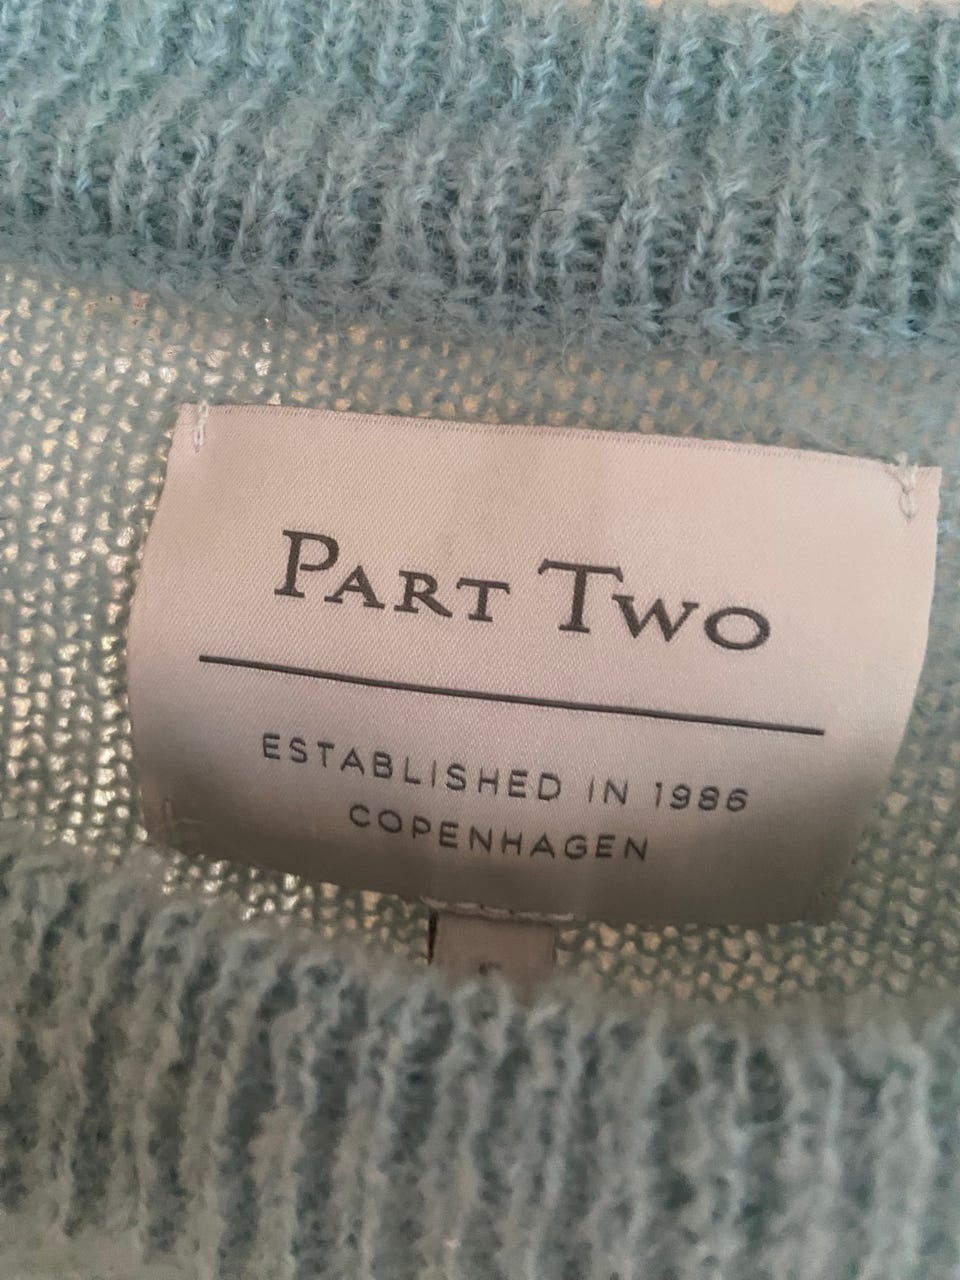 PART TWO
ESTABLISHED IN 1986
COPENHAGEN